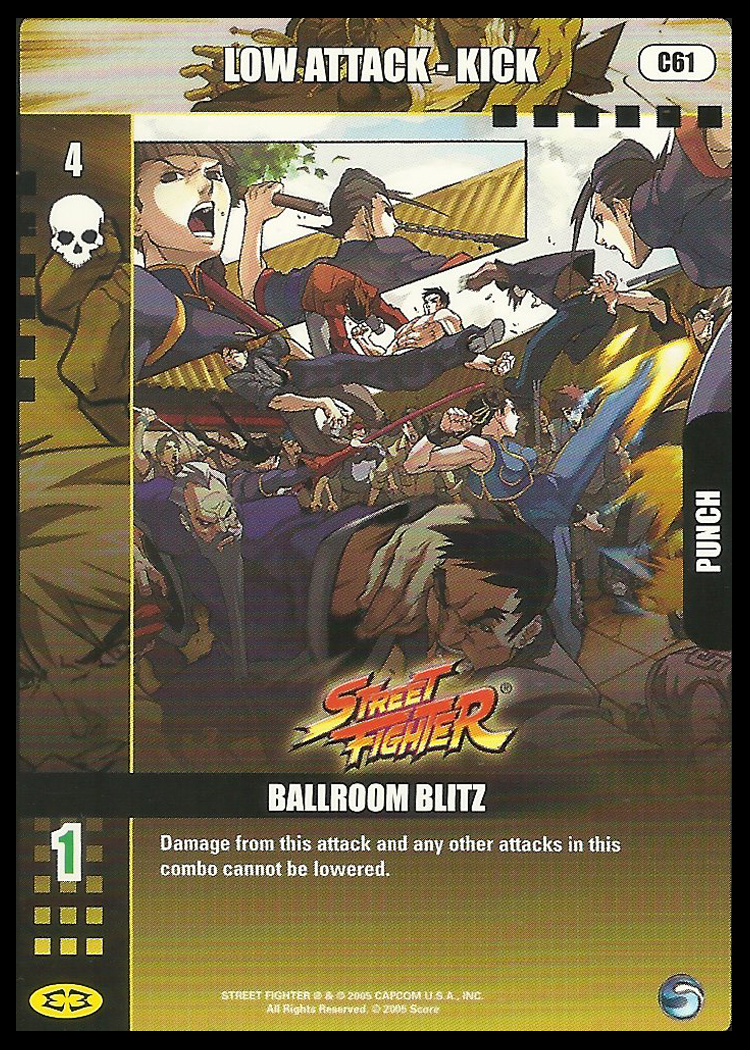 LOW ATTACK - KICK
C61
4
PUNCH
STREET
FIGHTER®
BALLROOM BLITZ
1
Damage from this attack and any other attacks in this
combo cannot be lowered.
STREET FIGHTER ® & © 2005 CAPCOM U.S.A., INC.
All Rights Reserved. © 2005 Score